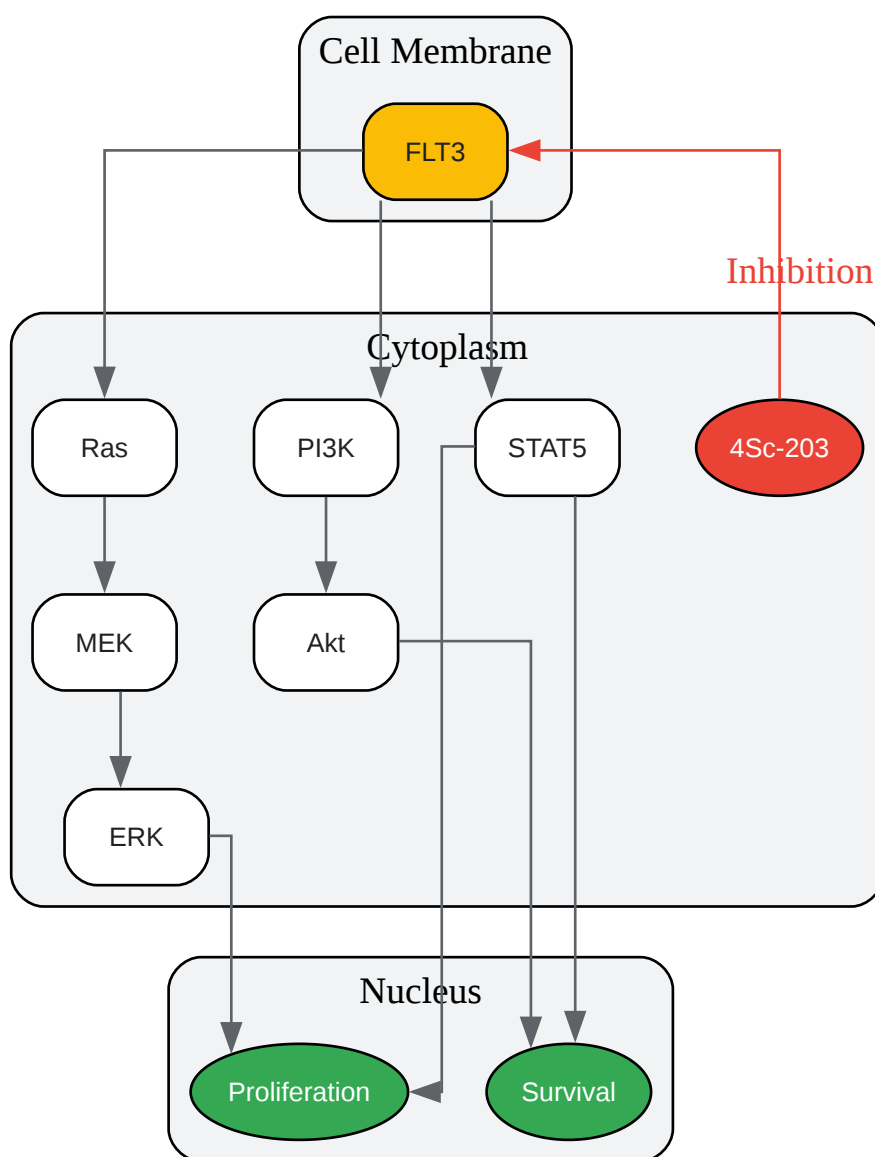 Cell Membrane
FLT3
Inhibition
Cytoplasm
Ras
PI3K
STAT5
4Sc-203
MEK
Akt
ERK
Nucleus
Proliferation
Survival